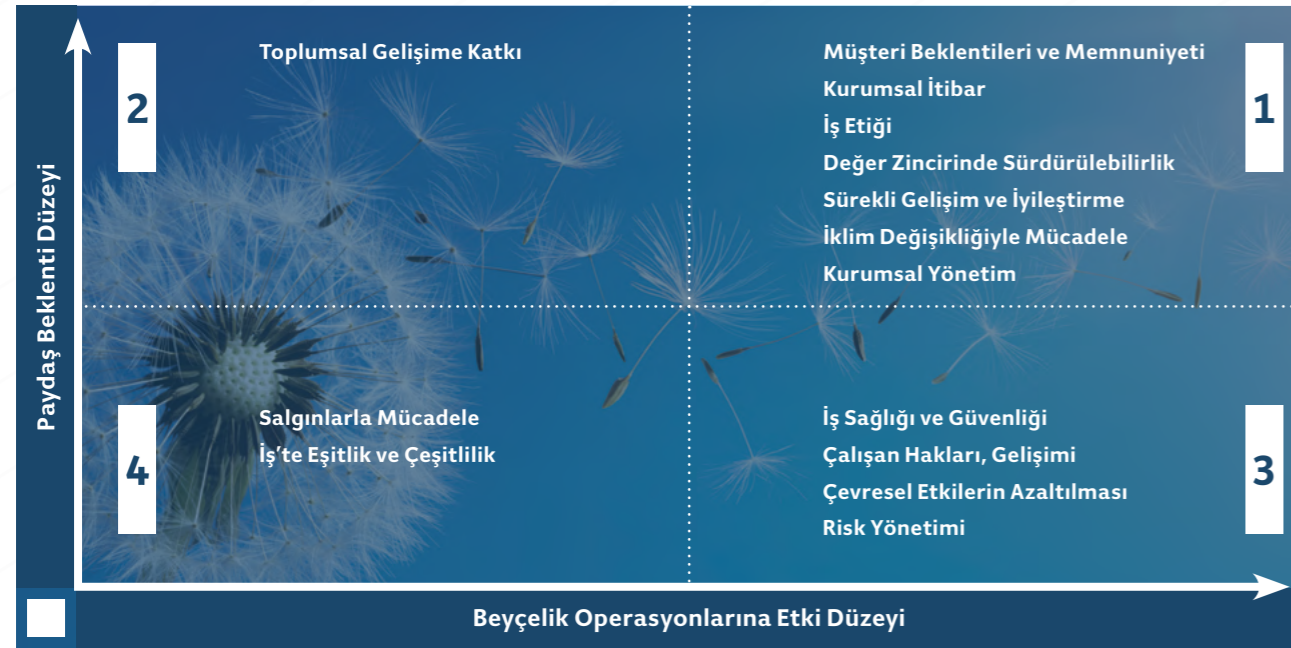 2
Toplumsal Gelişime Katkı
Müşteri Beklentileri ve Memnuniyeti
Kurumsal İtibar
İş Etiği
Değer Zincirinde Sürdürülebilirlik
Sürekli Gelişim ve İyileştirme
İklim Değişikliğiyle Mücadele
Kurumsal Yönetim
1
Paydaş Beklenti Düzeyi
4
Salgınlarla Mücadele
İş’te Eşitlik ve Çeşitlilik
İş Sağlığı ve Güvenliği
Çalışan Hakları, Gelişimi
Çevresel Etkilerin Azaltılması
Risk Yönetimi
3
Beyçelik Operasyonlarına Etki Düzeyi